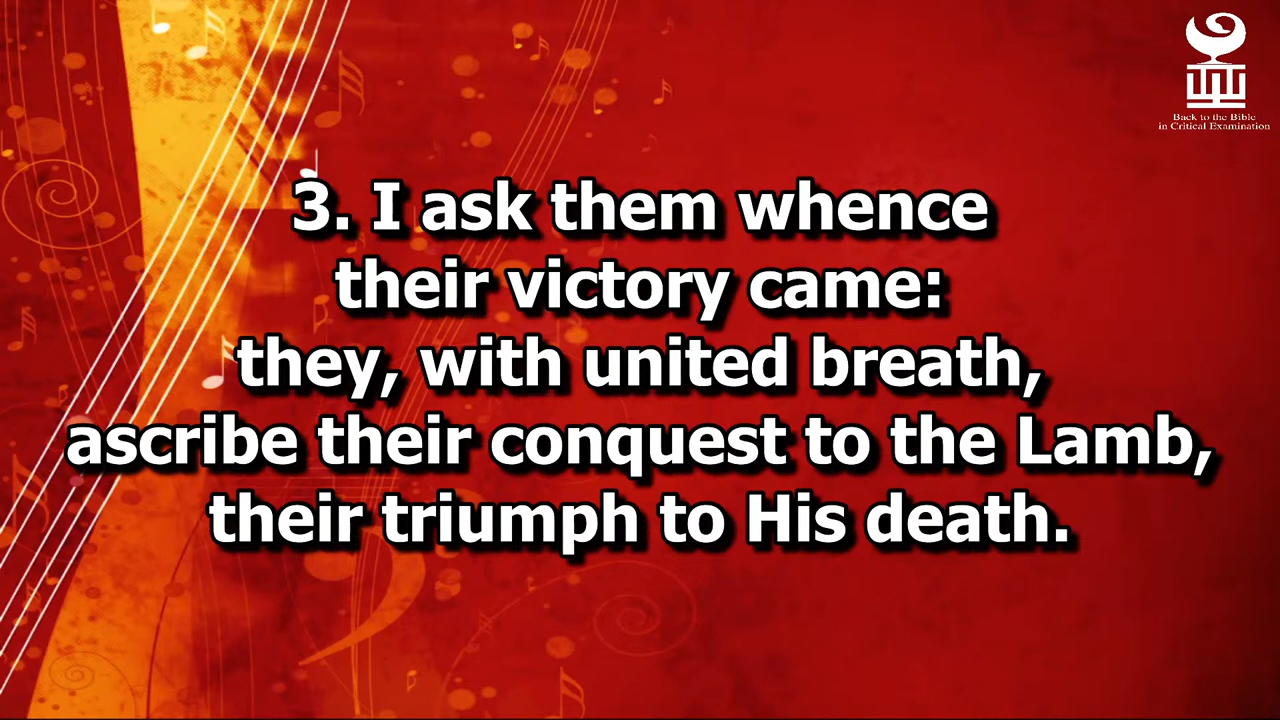 Back to the Bible
in Critical Examination
3. I ask them whence
their victory came:
they, with united breath,
ascribe their conquest to the Lamb,
their triumph to His death.